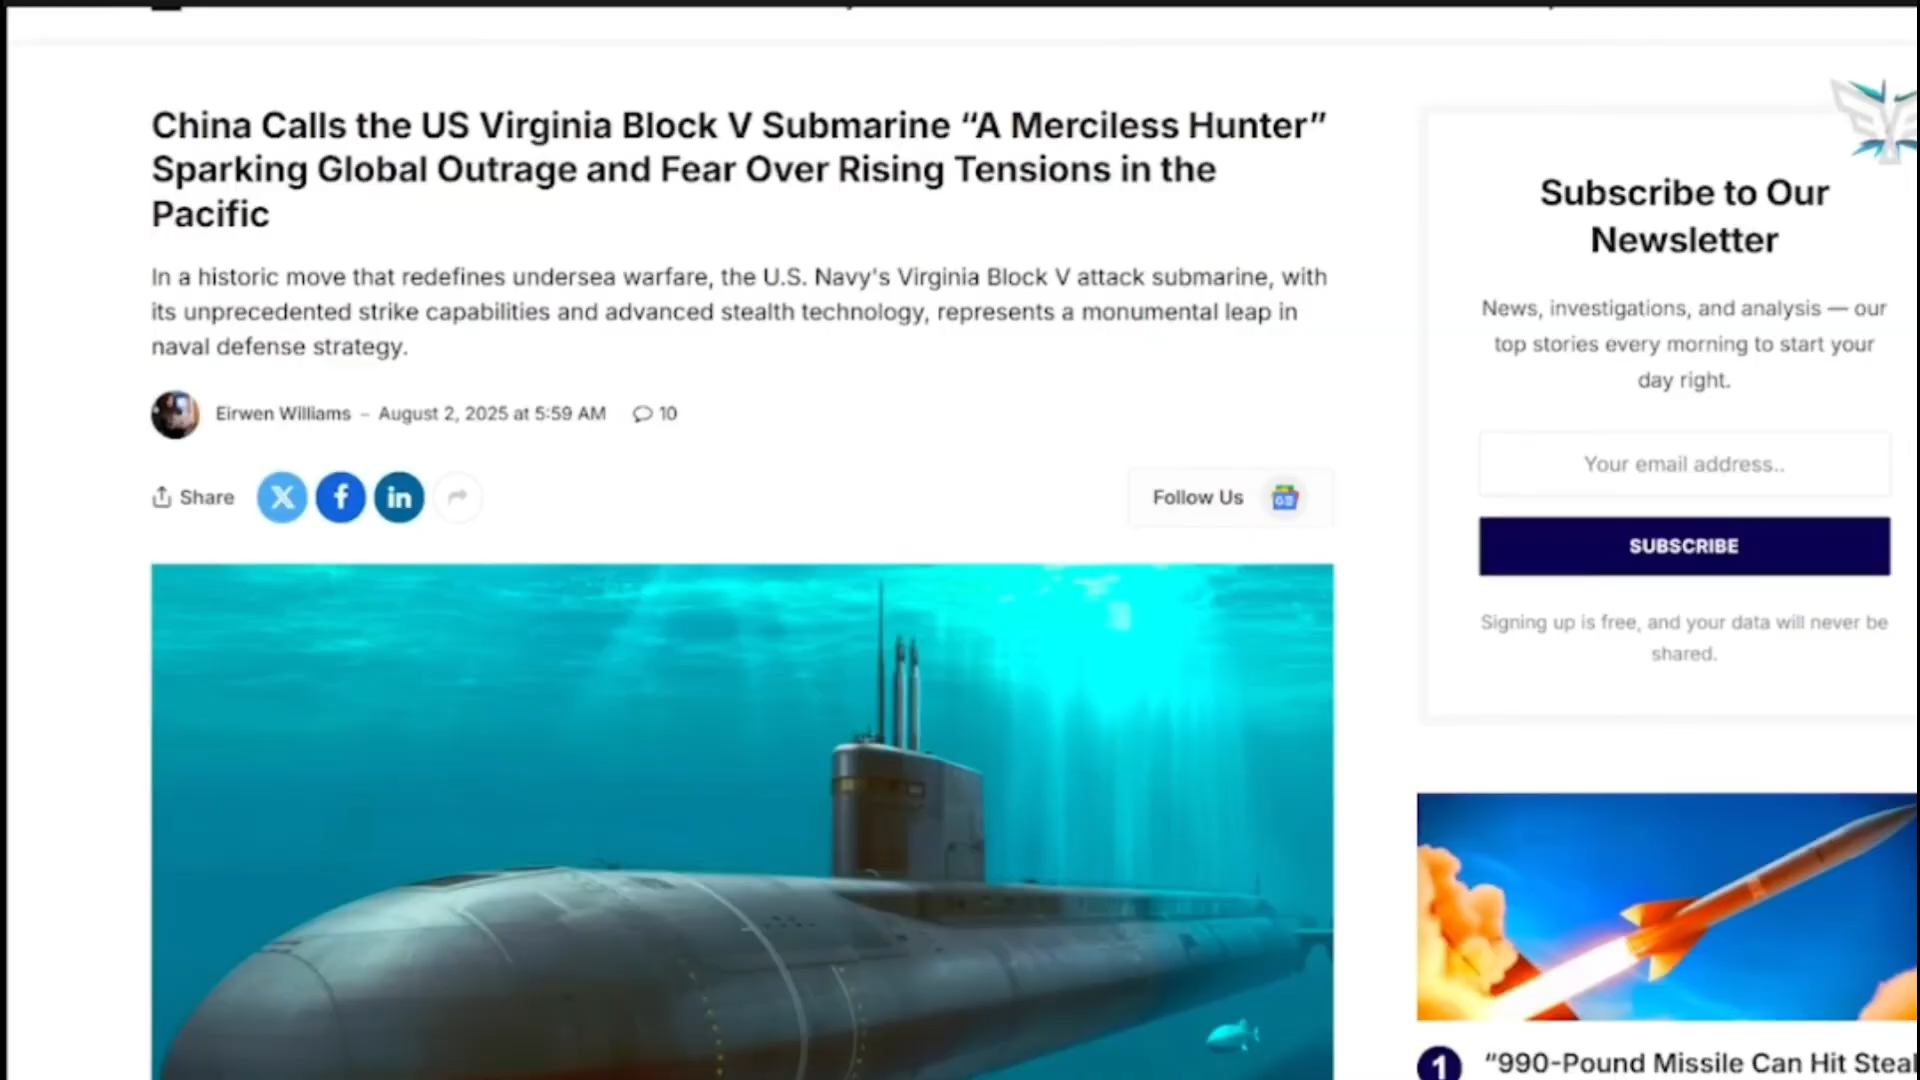 China Calls the US Virginia Block V Submarine “A Merciless Hunter”
Sparking Global Outrage and Fear Over Rising Tensions in the
Pacific
In a historic move that redefines undersea warfare, the U.S. Navy's Virginia Block V attack submarine, with
its unprecedented strike capabilities and advanced stealth technology, represents a monumental leap in
naval defense strategy.
Eirwen Williams – August 2, 2025 at 5:59 AM 10
Share
Follow Us
Subscribe to Our
Newsletter
News, investigations, and analysis — our
top stories every morning to start your
day right.
Your email address..
SUBSCRIBE
Signing up is free, and your data will never be
shared.
1 “990-Pound Missile Can Hit